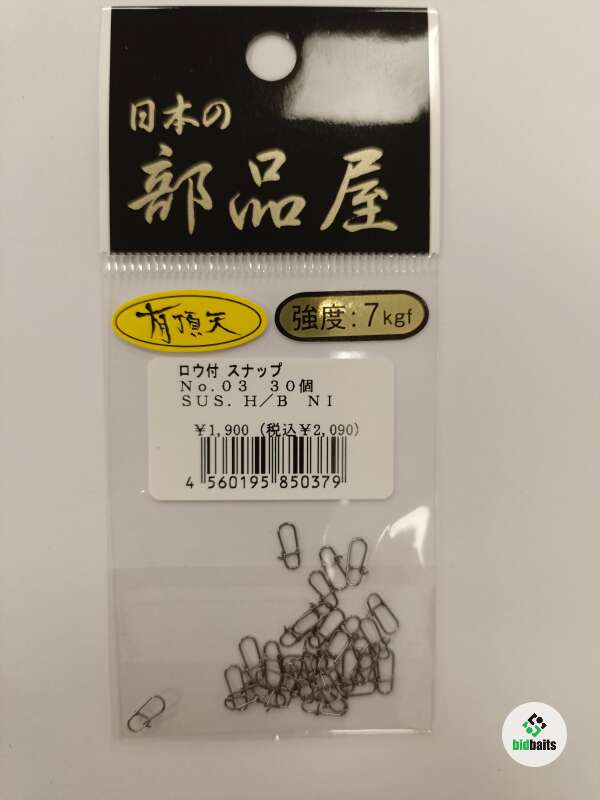 日本の
部品屋
有頂天
強度:7kgf
ロウ付 スナップ
No.03 30個
SUS. H/B NI
¥1,900 (税込¥2,090)
4 560195 850379
bidbaits